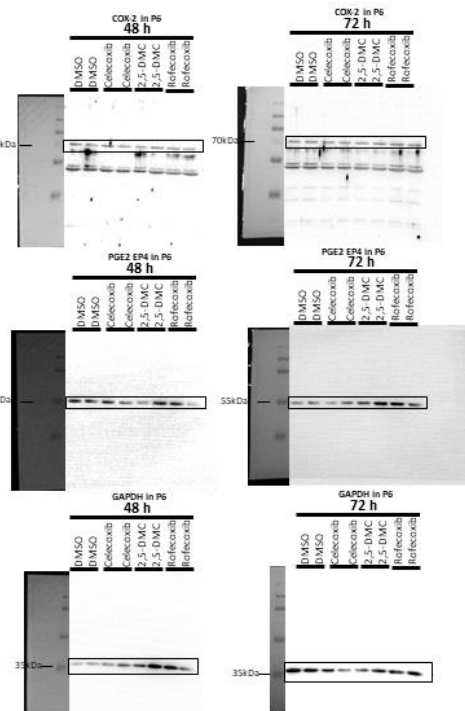 COX-2 in P6
48 h
DMSO
DMSO
Celecoxib
Celecoxib
2,5-DMC
2,5-DMC
Rofecoxib
Rofecoxib
kDa
COX-2 in P6
72 h
DMSO
DMSO
Celecoxib
Celecoxib
2,5-DMC
2,5-DMC
Rofecoxib
Rofecoxib
70kDa
PGE2 EP4 in P6
48 h
DMSO
DMSO
Celecoxib
Celecoxib
2,5-DMC
2,5-DMC
Rofecoxib
Rofecoxib
Da
PGE2 EP4 in P6
72 h
DMSO
DMSO
Celecoxib
Celecoxib
2,5-DMC
2,5-DMC
Rofecoxib
Rofecoxib
55kDa
GAPDH in P6
48 h
DMSO
DMSO
Celecoxib
Celecoxib
2,5-DMC
2,5-DMC
Rofecoxib
Rofecoxib
35kDa
GAPDH in P6
72 h
DMSO
DMSO
Celecoxib
Celecoxib
2,5-DMC
2,5-DMC
Rofecoxib
Rofecoxib
35kDa